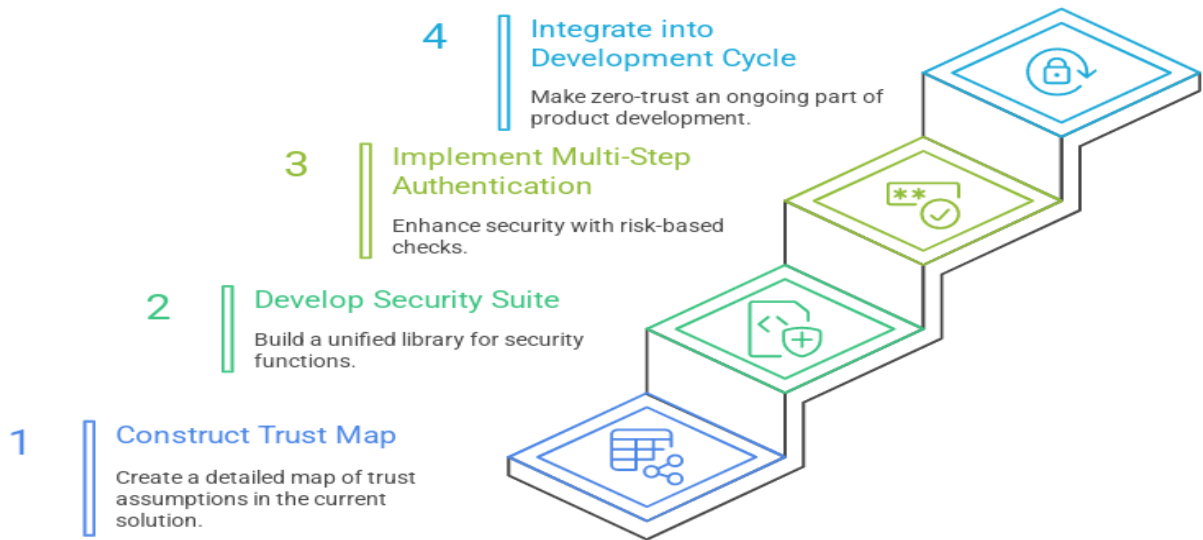 4
Integrate into
Development Cycle
Make zero-trust an ongoing part of
product development.
3
Implement Multi-Step
Authentication
Enhance security with risk-based
checks.
2
Develop Security Suite
Build a unified library for security
functions.
1
Construct Trust Map
Create a detailed map of trust
assumptions in the current
solution.